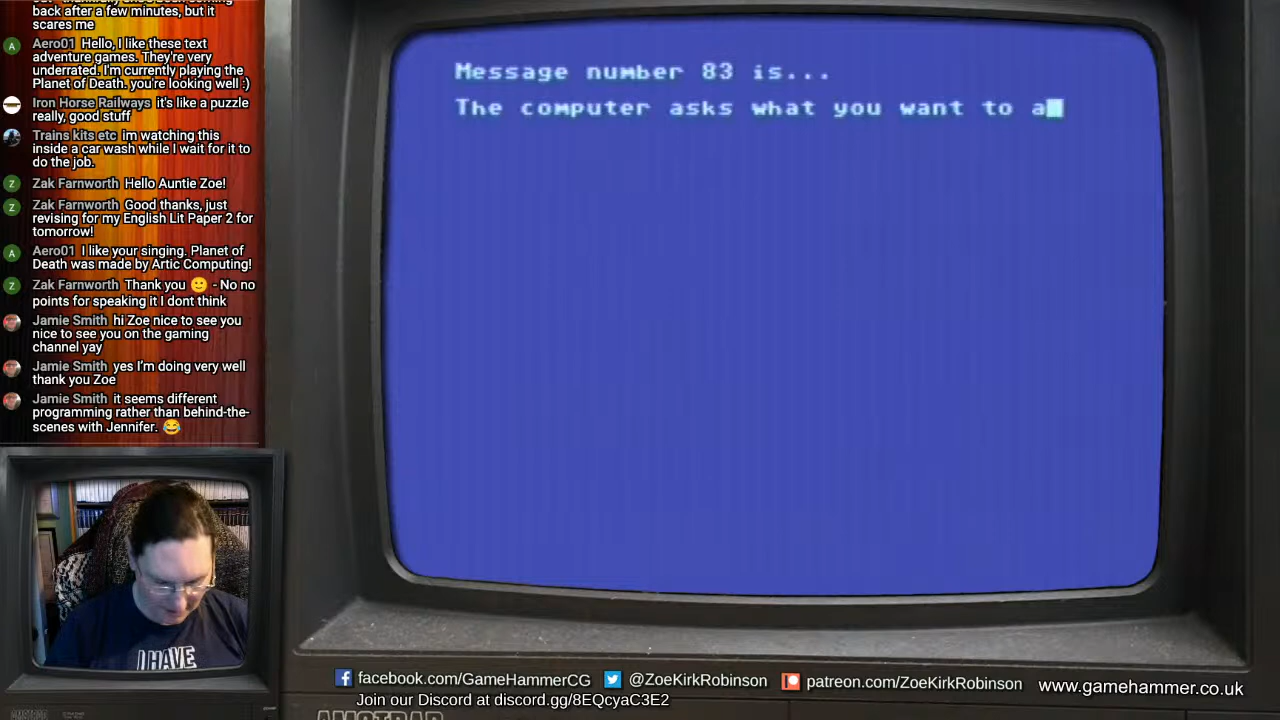 back after a few minutes, but it
scares me
Aero01 Hello, I like these text
adventure games. They're very
underrated. I'm currently playing the
Planet of Death. you're looking well :)
Iron Horse Railways it's like a puzzle
really, good stuff
Trains kits etc im watching this
inside a car wash while I wait for it to
do the job.
Zak Farnworth Hello Auntie Zoe!
Zak Farnworth Good thanks, just
revising for my English Lit Paper 2 for
tomorrow!
Aero01 I like your singing. Planet of
Death was made by Artic Computing!
Zak Farnworth Thank you 🙂 - No no
points for speaking it I dont think
Jamie Smith hi Zoe nice to see you
nice to see you on the gaming
channel yay
Jamie Smith yes I'm doing very well
thank you Zoe
Jamie Smith it seems different
programming rather than behind-the-
scenes with Jennifer. 😂
Message number 83 is...
The computer asks what you want to a
I HAVE
facebook.com/GameHammerCG @ZoeKirkRobinson patreon.com/ZoeKirkRobinson www.gamehammer.co.uk
Join our Discord at discord.gg/8EQcyaC3E2